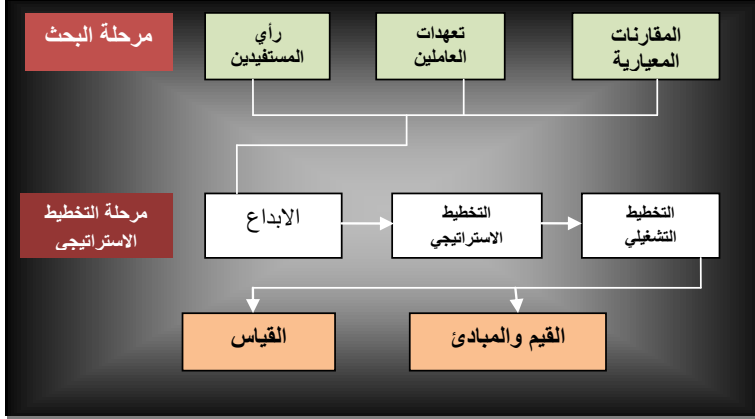 مرحلة البحث
رأي
المستفيدين
تعهدات
العاملين
المقارنات
المعيارية
مرحلة التخطيط
الاستراتيجى
الابداع
التخطيط
الاستراتيجي
التخطيط
التشغيلي
القياس
القيم والمبادئ